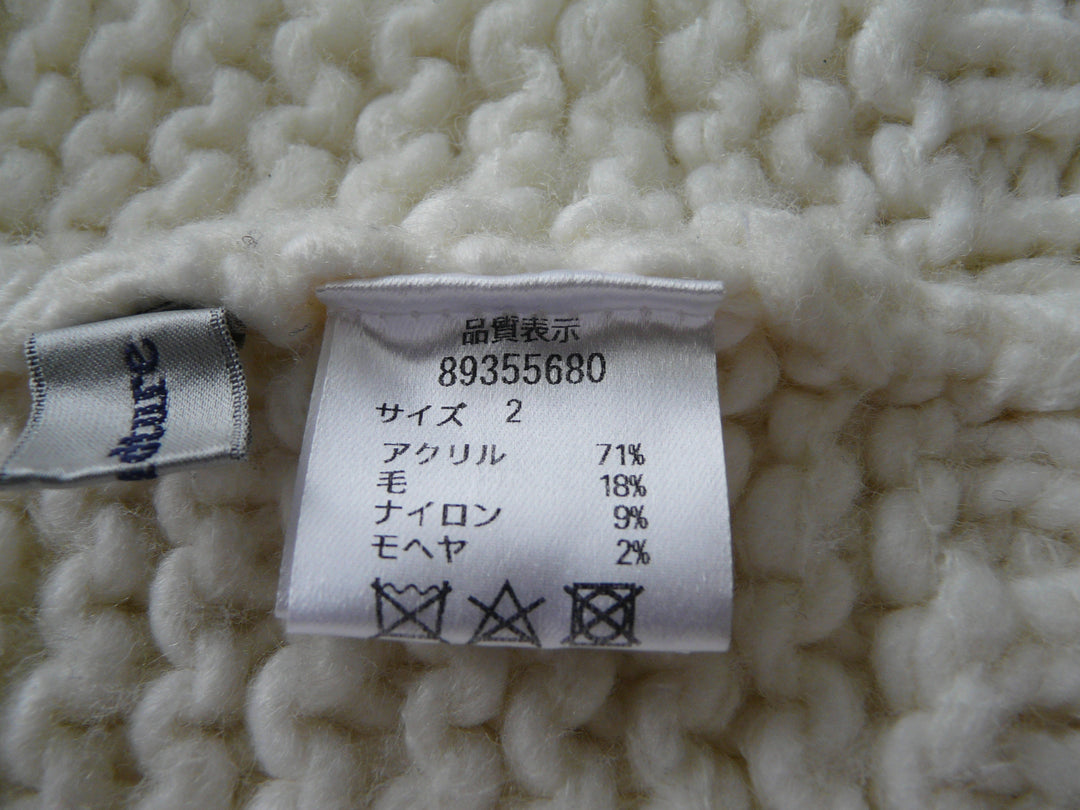 品質表示
89355680
サイズ 2
アクリル 71%
毛 18%
ナイロン 9%
モヘヤ 2%